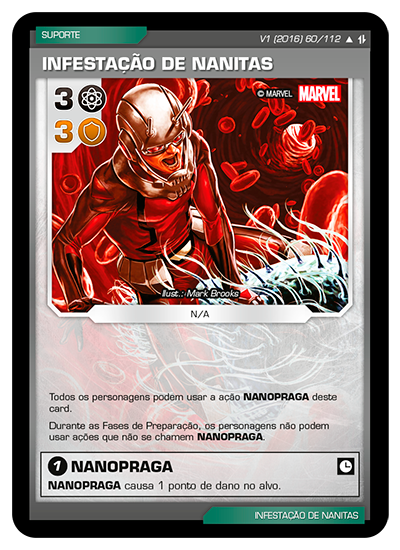 SUPORTE
V1 (2016) 60/112 ▲ ⇅
INFESTAÇÃO DE NANITAS
3
© MARVEL MARVEL
3
Ilust.: Mark Brooks
N/A
Todos os personagens podem usar a ação NANOPRAGA deste
card.
Durante as Fases de Preparação, os personagens não podem
usar ações que não se chamem NANOPRAGA.
1 NANOPRAGA
NANOPRAGA causa 1 ponto de dano no alvo.
INFESTAÇÃO DE NANITAS